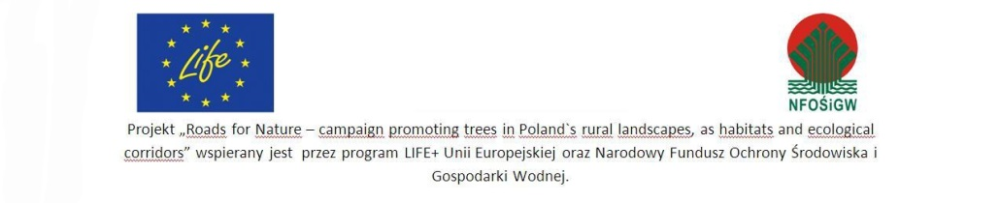 Life
NFOŚiGW
Projekt „Roads for Nature – campaign promoting trees in Poland`s rural landscapes, as habitats and ecological
corridors” wspierany jest przez program LIFE+ Unii Europejskiej oraz Narodowy Fundusz Ochrony Środowiska i
Gospodarki Wodnej.